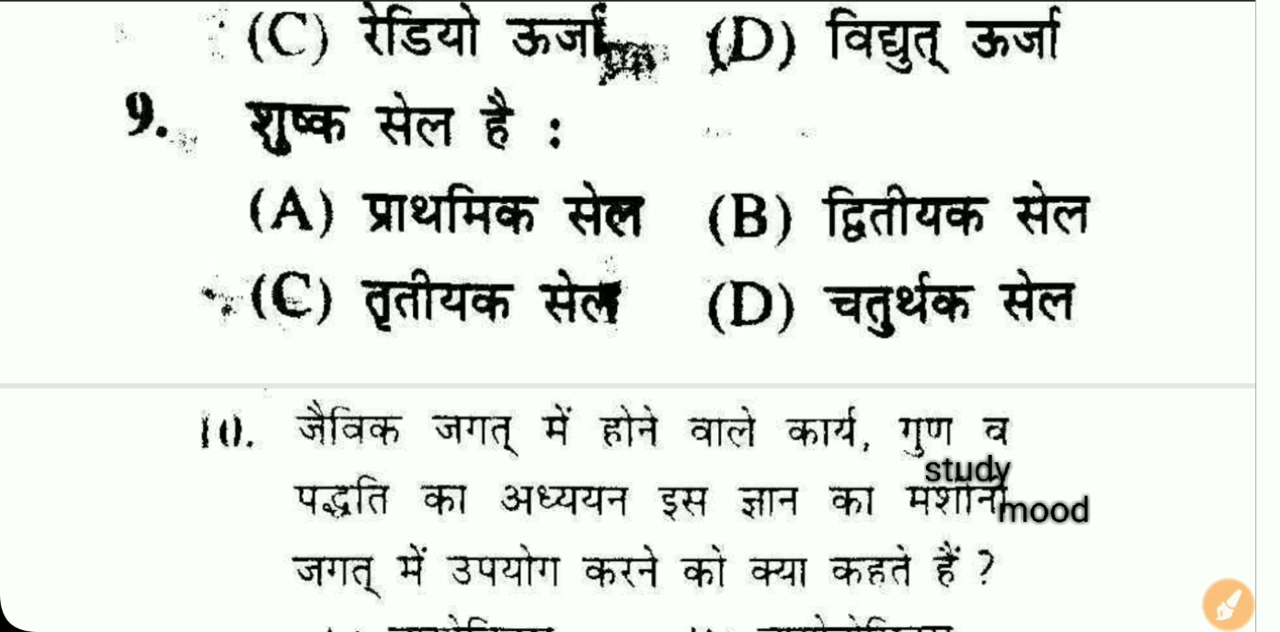 (C) रेडियो ऊर्जा (D) विद्युत् ऊर्जा
9. शुष्क सेल है :
(A) प्राथमिक सेल (B) द्वितीयक सेल
(C) तृतीयक सेल (D) चतुर्थक सेल
10. जैविक जगत् में होने वाले कार्य, गुण व
पद्धति का अध्ययन इस ज्ञान का मशीनी
study
mood
जगत् में उपयोग करने को क्या कहते हैं ?